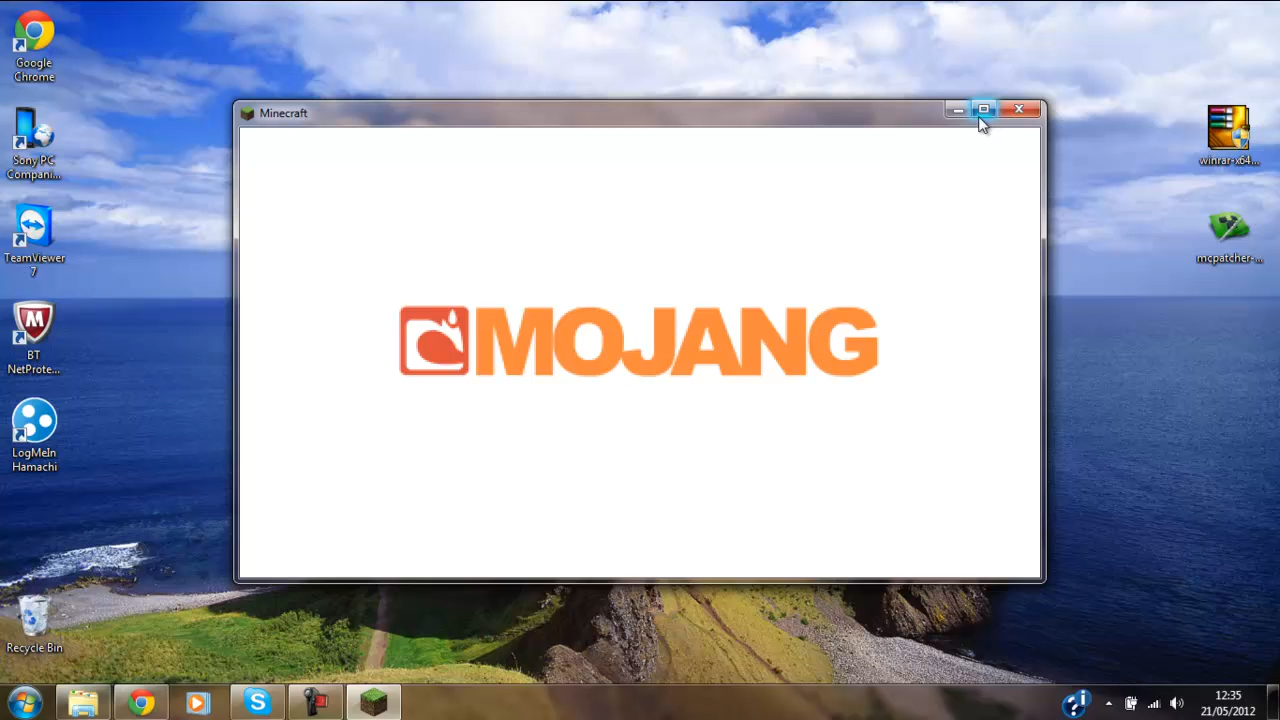 Google
Chrome
Sony PC
Compani...
TeamViewer
7
BT
NetProte...
LogMeIn
Hamachi
Recycle Bin
Minecraft
MOJANG
winrar-x64...
mcpatcher-...
12:35
21/05/2012